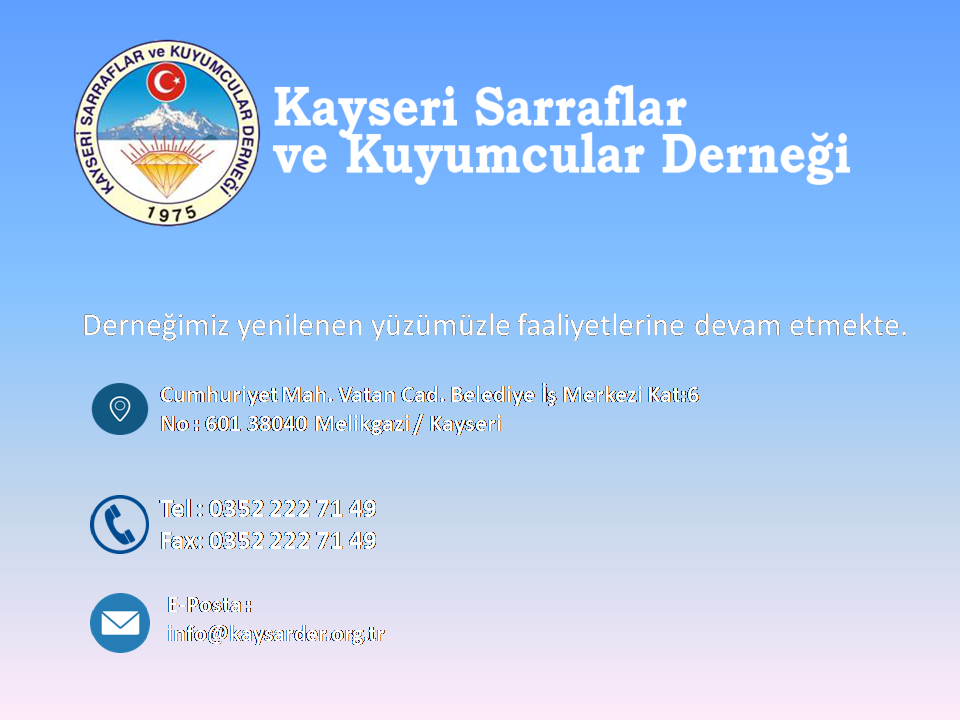 KAYSERİ SARRAFLAR ve KUYUMCULAR DERNEĞİ
1975
Kayseri Sarraflar
ve Kuyumcular Derneği
Derneğimiz yenilenen yüzümüzle faaliyetlerine devam etmekte.
Cumhuriyet Mah. Vatan Cad. Belediye İş Merkezi Kat:6
No : 601 38040 Melikgazi / Kayseri
Tel : 0352 222 71 49
Fax: 0352 222 71 49
E-Posta :
info@kaysarder.org.tr